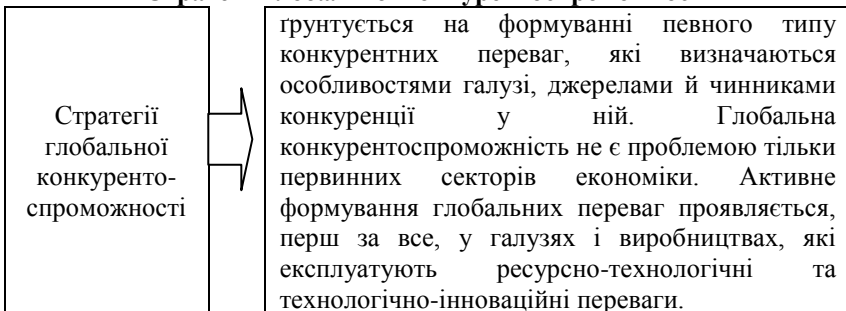 Стратегії
глобальної
конкуренто-
спроможності
ґрунтується на формуванні певного типу
конкурентних переваг, які визначаються
особливостями галузі, джерелами й чинниками
конкуренції у ній. Глобальна
конкурентоспроможність не є проблемою тільки
первинних секторів економіки. Активне
формування глобальних переваг проявляється,
перш за все, у галузях і виробництвах, які
експлуатують ресурсно-технологічні та
технологічно-інноваційні переваги.